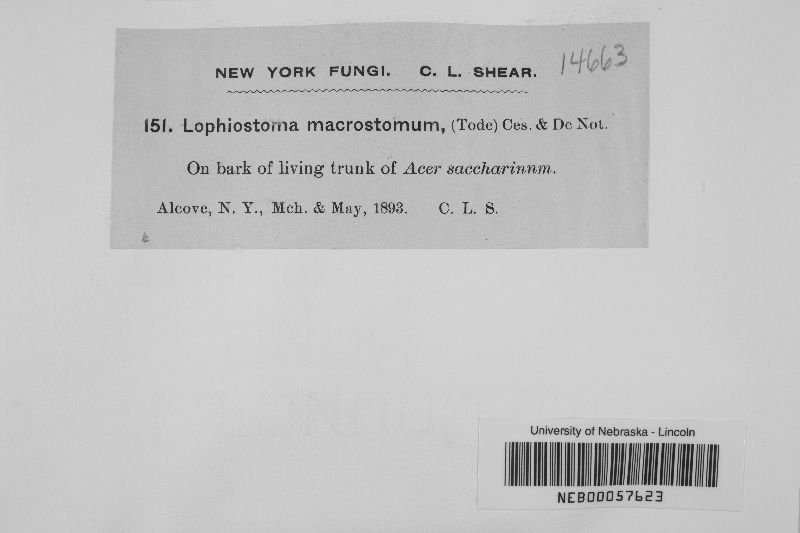 NEW YORK FUNGI. C. L. SHEAR. 14663
151. Lophiostoma macrostomum, (Tode) Ces. & De Not.
On bark of living trunk of Acer saccharinnm.
Alcove, N. Y., Mch. & May, 1893. C. L. S.
University of Nebraska - Lincoln
NEB00057623